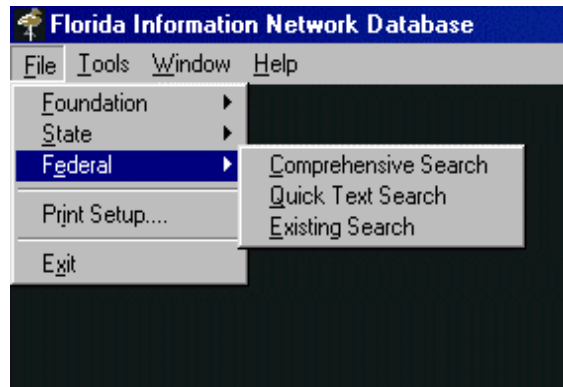 Florida Information Network Database
File Tools Window Help
Foundation
State
Federal
Comprehensive Search
Quick Text Search
Existing Search
Print Setup....
Exit